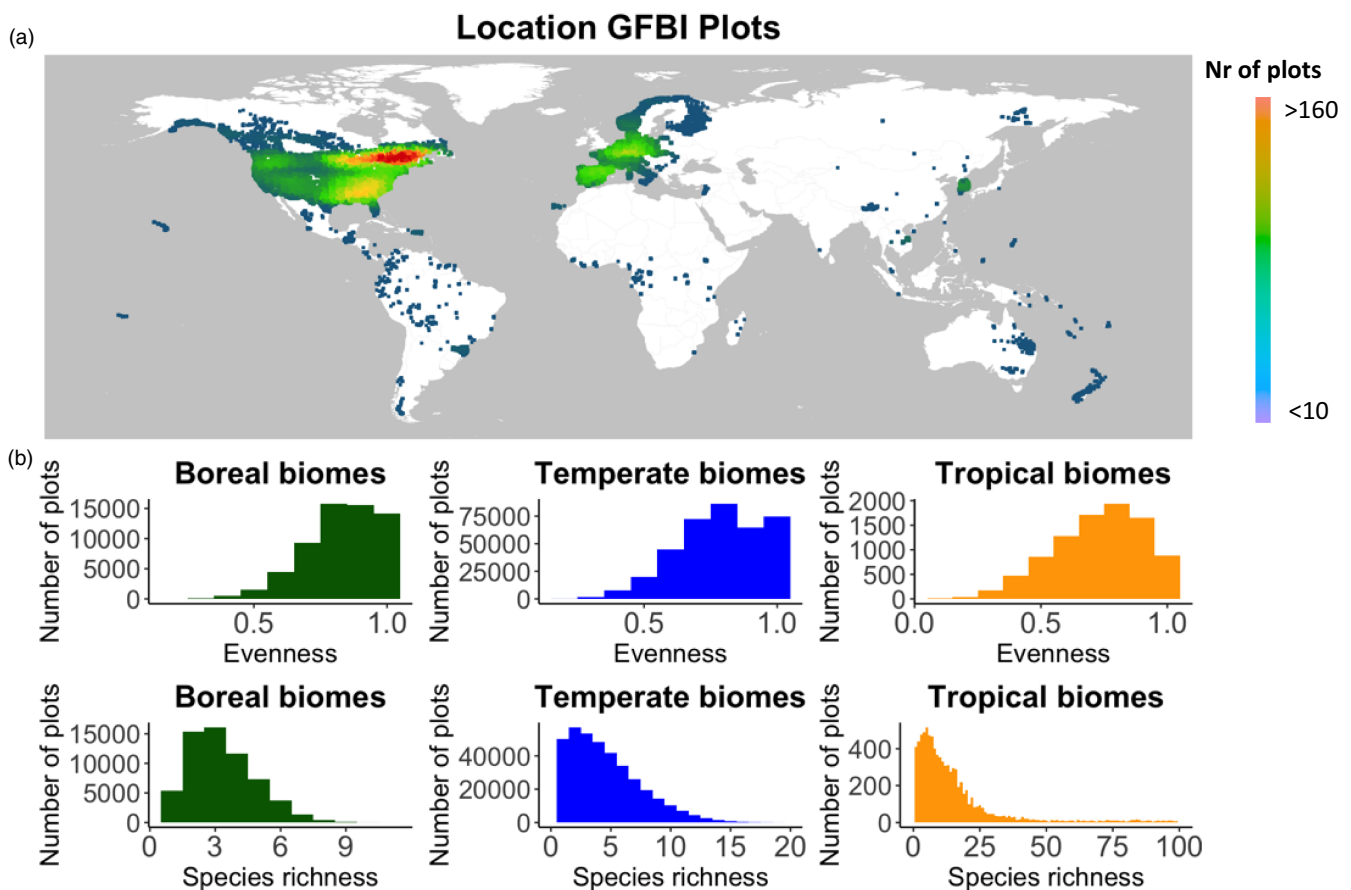 (a)
Location GFBI Plots
Nr of plots
>160
<10
(b)
Boreal biomes
Number of plots
15000
10000
5000
0
0.5
1.0
Evenness
Temperate biomes
Number of plots
75000
50000
25000
0
0.5
1.0
Evenness
Tropical biomes
Number of plots
2000
1500
1000
500
0
0.0
0.5
1.0
Evenness
Boreal biomes
Number of plots
15000
10000
5000
0
0
3
6
9
Species richness
Temperate biomes
Number of plots
40000
20000
0
0
5
10
15
20
Species richness
Tropical biomes
Number of plots
400
200
0
0
25
50
75
100
Species richness